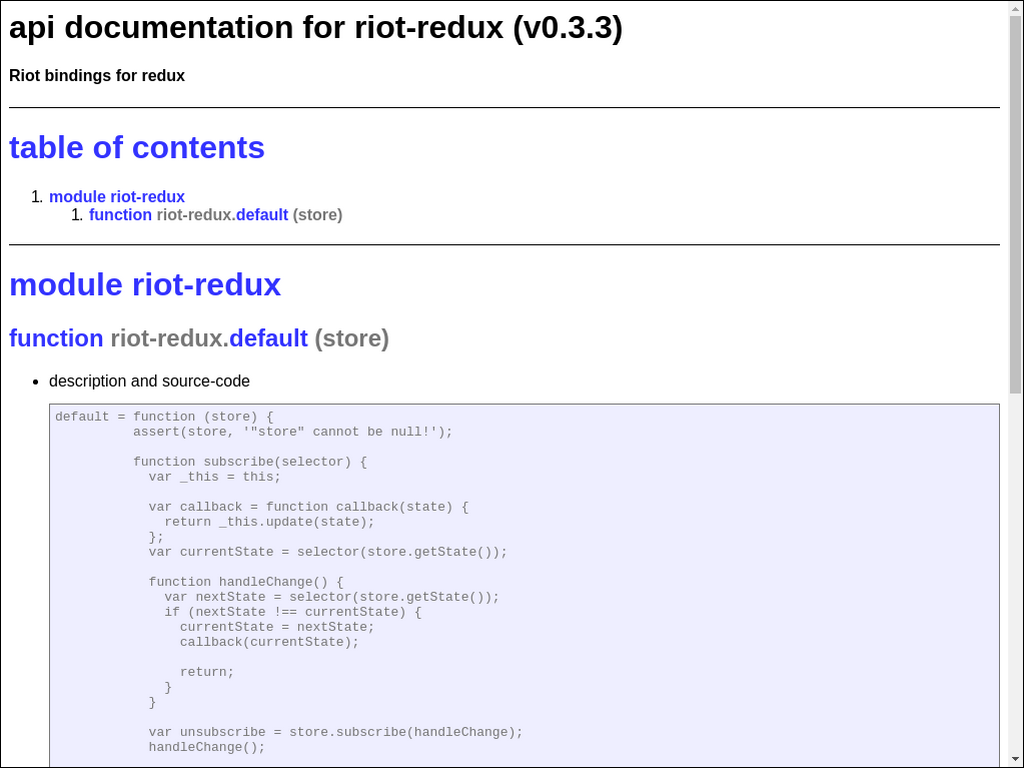 api documentation for riot-redux (v0.3.3)
Riot bindings for redux
table of contents
1. module riot-redux
1. function riot-redux.default (store)
module riot-redux
function riot-redux.default (store)
• description and source-code
default = function (store) {
          assert(store, '"store" cannot be null!');

          function subscribe(selector) {
            var _this = this;

            var callback = function callback(state) {
              return _this.update(state);
            };
            var currentState = selector(store.getState());

            function handleChange() {
              var nextState = selector(store.getState());
              if (nextState !== currentState) {
                currentState = nextState;
                callback(currentState);

                return;
              }
            }

            var unsubscribe = store.subscribe(handleChange);
            handleChange();